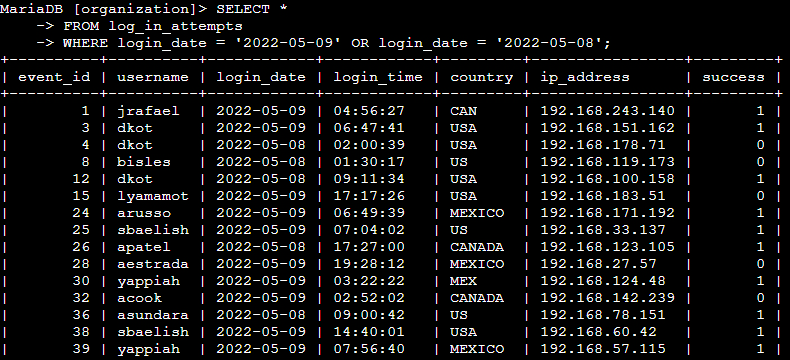 MariaDB [organization]> SELECT *
    -> FROM log_in_attempts
    -> WHERE login_date = '2022-05-09' OR login_date = '2022-05-08';
+----------+----------+------------+------------+---------+-----------------+---------+
| event_id | username | login_date | login_time | country | ip_address      | success |
+----------+----------+------------+------------+---------+-----------------+---------+
|        1 | jrafael  | 2022-05-09 | 04:56:27   | CAN     | 192.168.243.140 |       1 |
|        3 | dkot     | 2022-05-09 | 06:47:41   | USA     | 192.168.151.162 |       1 |
|        4 | dkot     | 2022-05-08 | 02:00:39   | USA     | 192.168.178.71  |       0 |
|        8 | bisles   | 2022-05-08 | 01:30:17   | US      | 192.168.119.173 |       0 |
|       12 | dkot     | 2022-05-08 | 09:11:34   | USA     | 192.168.100.158 |       1 |
|       15 | lyamamot | 2022-05-09 | 17:17:26   | USA     | 192.168.183.51  |       0 |
|       24 | arusso   | 2022-05-09 | 06:49:39   | MEXICO  | 192.168.171.192 |       1 |
|       25 | sbaelish | 2022-05-09 | 07:04:02   | US      | 192.168.33.137  |       1 |
|       26 | apatel   | 2022-05-08 | 17:27:00   | CANADA  | 192.168.123.105 |       1 |
|       28 | aestrada | 2022-05-09 | 19:28:12   | MEXICO  | 192.168.27.57   |       0 |
|       30 | yappiah  | 2022-05-09 | 03:22:22   | MEX     | 192.168.124.48  |       1 |
|       32 | acook    | 2022-05-09 | 02:52:02   | CANADA  | 192.168.142.239 |       0 |
|       36 | asundara | 2022-05-08 | 09:00:42   | US      | 192.168.78.151  |       1 |
|       38 | sbaelish | 2022-05-09 | 14:40:01   | USA     | 192.168.60.42   |       1 |
|       39 | yappiah  | 2022-05-09 | 07:56:40   | MEXICO  | 192.168.57.115  |       1 |